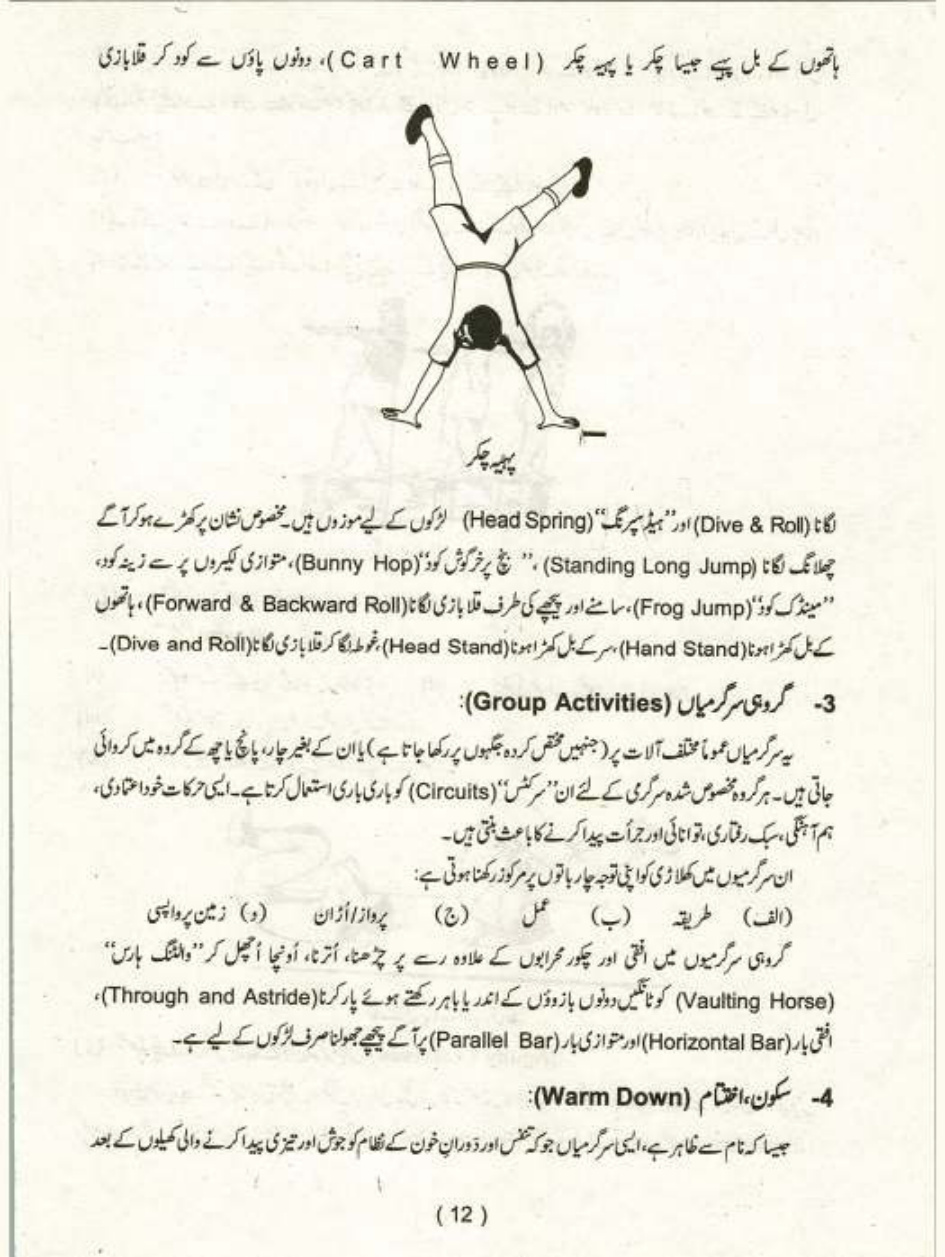 ہاتھوں کے بل پہیے جیسا چکر یا پہیہ چکر (Cart Wheel)، دونوں پاؤں سے کود کر قلابازی
پہیہ چکر
لگانا (Dive & Roll) اور ”ہیڈ سپرنگ“ (Head Spring) لڑکوں کے لیے موزوں ہیں۔ مخصوص نشان پر کھڑے ہوکر آگے
چھلانگ لگانا (Standing Long Jump)، ”بنچ پر خرگوش کود“ (Bunny Hop)، متوازی لکیروں پر سے زینہ کود،
”مینڈک کود“ (Frog Jump)، سامنے اور پیچھے کی طرف قلابازی لگانا (Forward & Backward Roll)، ہاتھوں
کے بل کھڑا ہونا (Hand Stand)، سر کے بل کھڑا ہونا (Head Stand)، غوطہ لگا کر قلابازی لگانا (Dive and Roll)۔
3- گروہی سرگرمیاں (Group Activities):
یہ سرگرمیاں عموماً مختلف آلات پر (جنہیں مختص کردہ جگہوں پر رکھا جاتا ہے) یا ان کے بغیر چار، پانچ یا چھ کے گروہ میں کروائی
جاتی ہیں۔ ہر گروہ مخصوص شدہ سرگرمی کے لئے ان ”سرکٹس“ (Circuits) کو باری باری استعمال کرتا ہے۔ ایسی حرکات خود اعتمادی،
ہم آہنگی، سبک رفتاری، توانائی اور جرأت پیدا کرنے کا باعث بنتی ہیں۔
ان سرگرمیوں میں کھلاڑی کو اپنی توجہ چار باتوں پر مرکوز رکھنا ہوتی ہے:
(الف) طریقہ (ب) عمل (ج) پرواز/اُڑان (د) زمین پر واپسی
گروہی سرگرمیوں میں افقی اور چکور محرابوں کے علاوہ رسے پر چڑھنا، اُترنا، اُونچا اُچھل کر ”والٹنگ ہارس“
(Vaulting Horse) کو ٹانگیں دونوں بازوؤں کے اندر یا باہر رکھتے ہوئے پار کرنا (Through and Astride)،
افقی بار (Horizontal Bar) اور متوازی بار (Parallel Bar) پر آگے پیچھے جھولنا صرف لڑکوں کے لیے ہے۔
4- سکون، اختتام (Warm Down):
جیسا کہ نام سے ظاہر ہے، ایسی سرگرمیاں جو کہ تنفس اور دَورانِ خون کے نظام کو جوش اور تیزی پیدا کرنے والی کھیلوں کے بعد
(12)